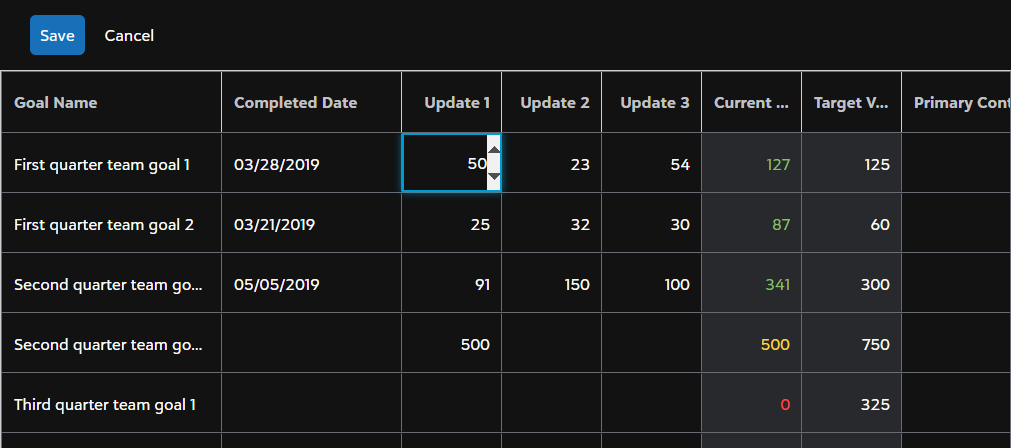 Save Cancel
Goal Name Completed Date Update 1 Update 2 Update 3 Current ... Target V... Primary Cont
First quarter team goal 1 03/28/2019 50 23 54 127 125
First quarter team goal 2 03/21/2019 25 32 30 87 60
Second quarter team go... 05/05/2019 91 150 100 341 300
Second quarter team go... 500 500 750
Third quarter team goal 1 0 325